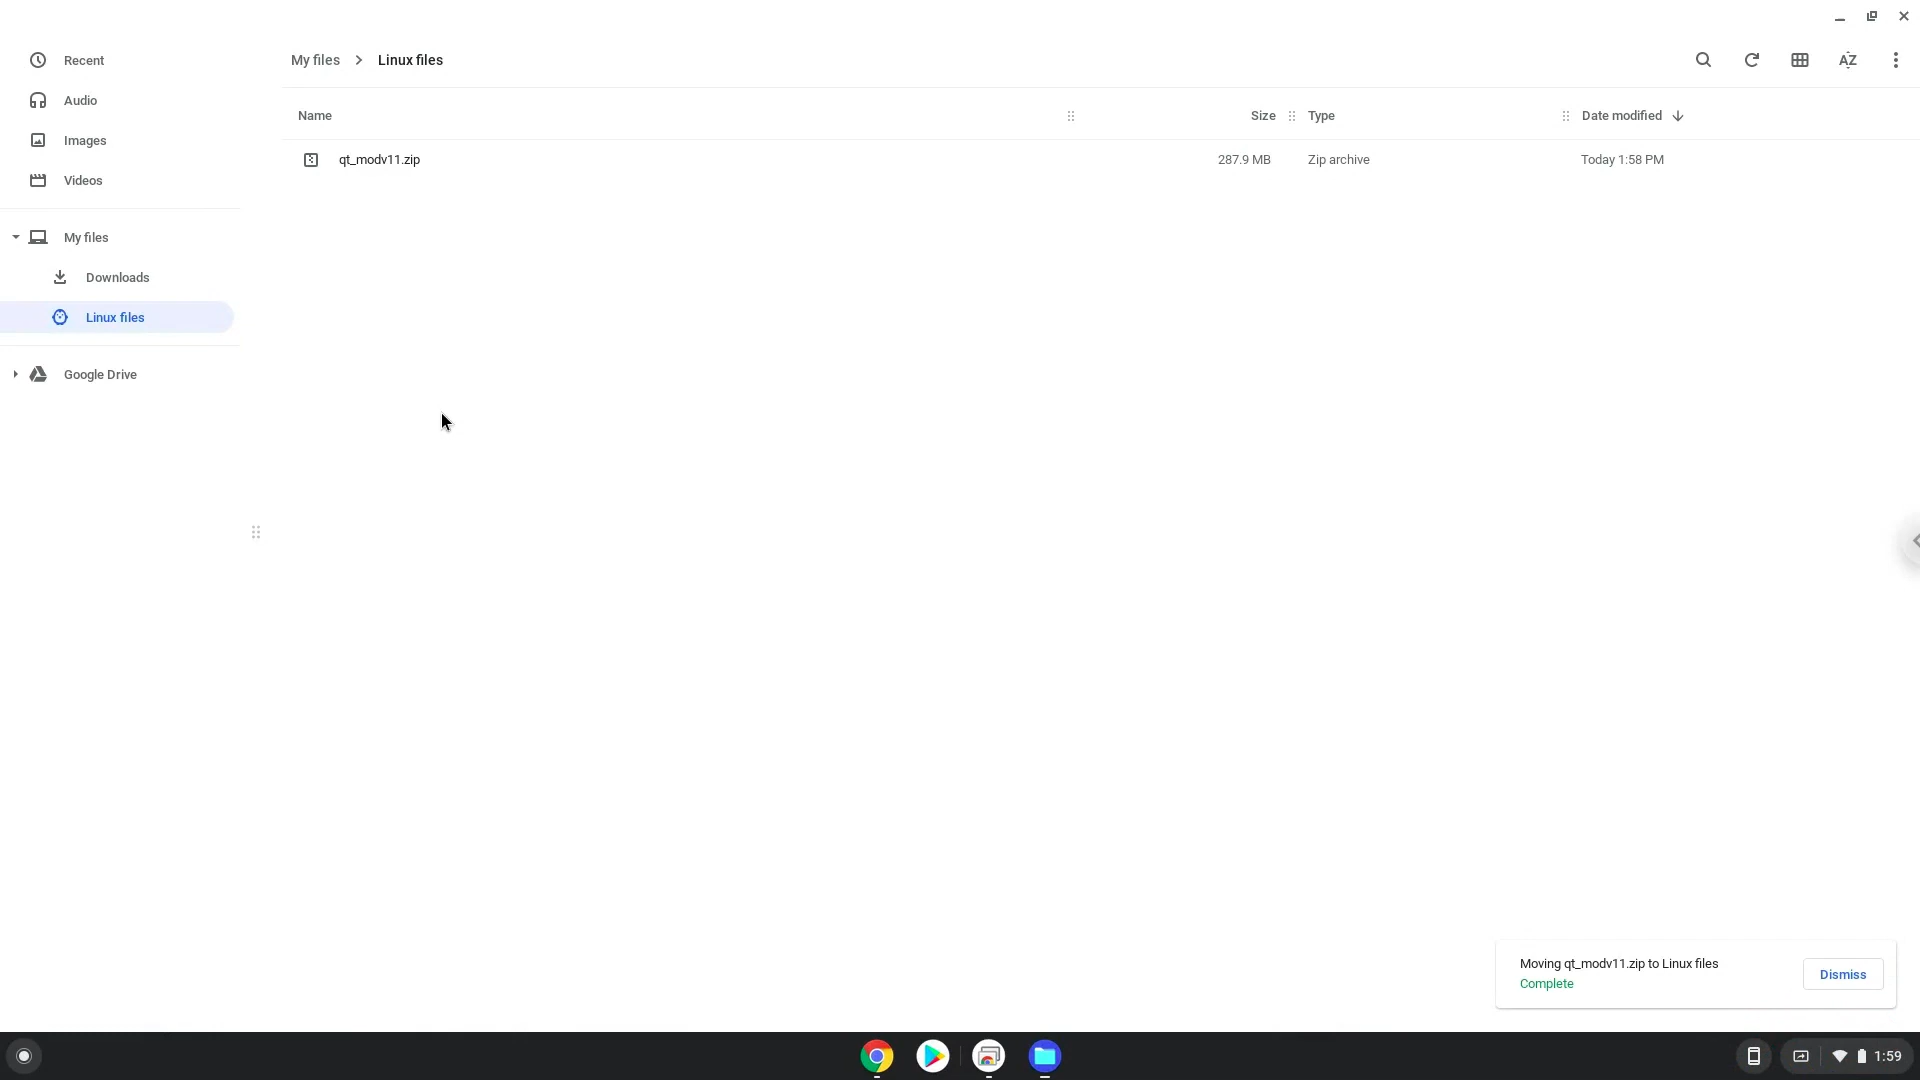 Recent
Audio
Images
Videos
My files
Downloads
Linux files
Google Drive
My files > Linux files
AZ
Name Size Type Date modified
qt_modv11.zip 287.9 MB Zip archive Today 1:58 PM
Moving qt_modv11.zip to Linux files
Complete
Dismiss
1:59